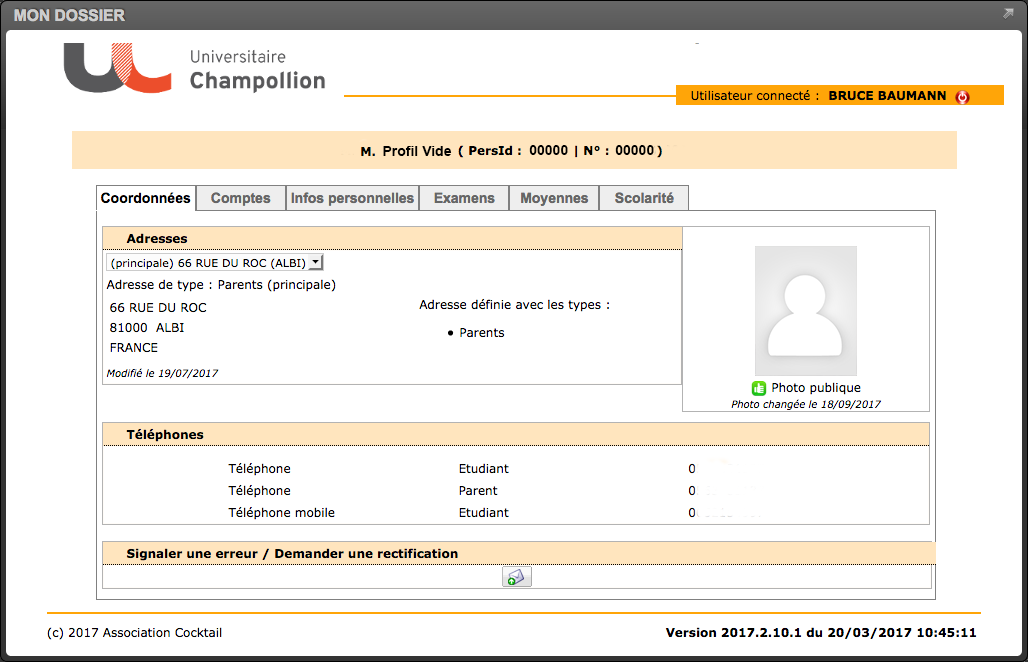 MON DOSSIER
Universitaire
Champollion
Utilisateur connecté : BRUCE BAUMANN
M. Profil Vide ( PersId : 00000 | N° : 00000 )
Coordonnées Comptes Infos personnelles Examens Moyennes Scolarité
Adresses
(principale) 66 RUE DU ROC (ALBI)
Adresse de type : Parents (principale)
66 RUE DU ROC
81000 ALBI
FRANCE
Modifié le 19/07/2017
Adresse définie avec les types :
• Parents
Photo publique
Photo changée le 18/09/2017
Téléphones
Téléphone Etudiant 0
Téléphone Parent 0
Téléphone mobile Etudiant 0
Signaler une erreur / Demander une rectification
(c) 2017 Association Cocktail
Version 2017.2.10.1 du 20/03/2017 10:45:11